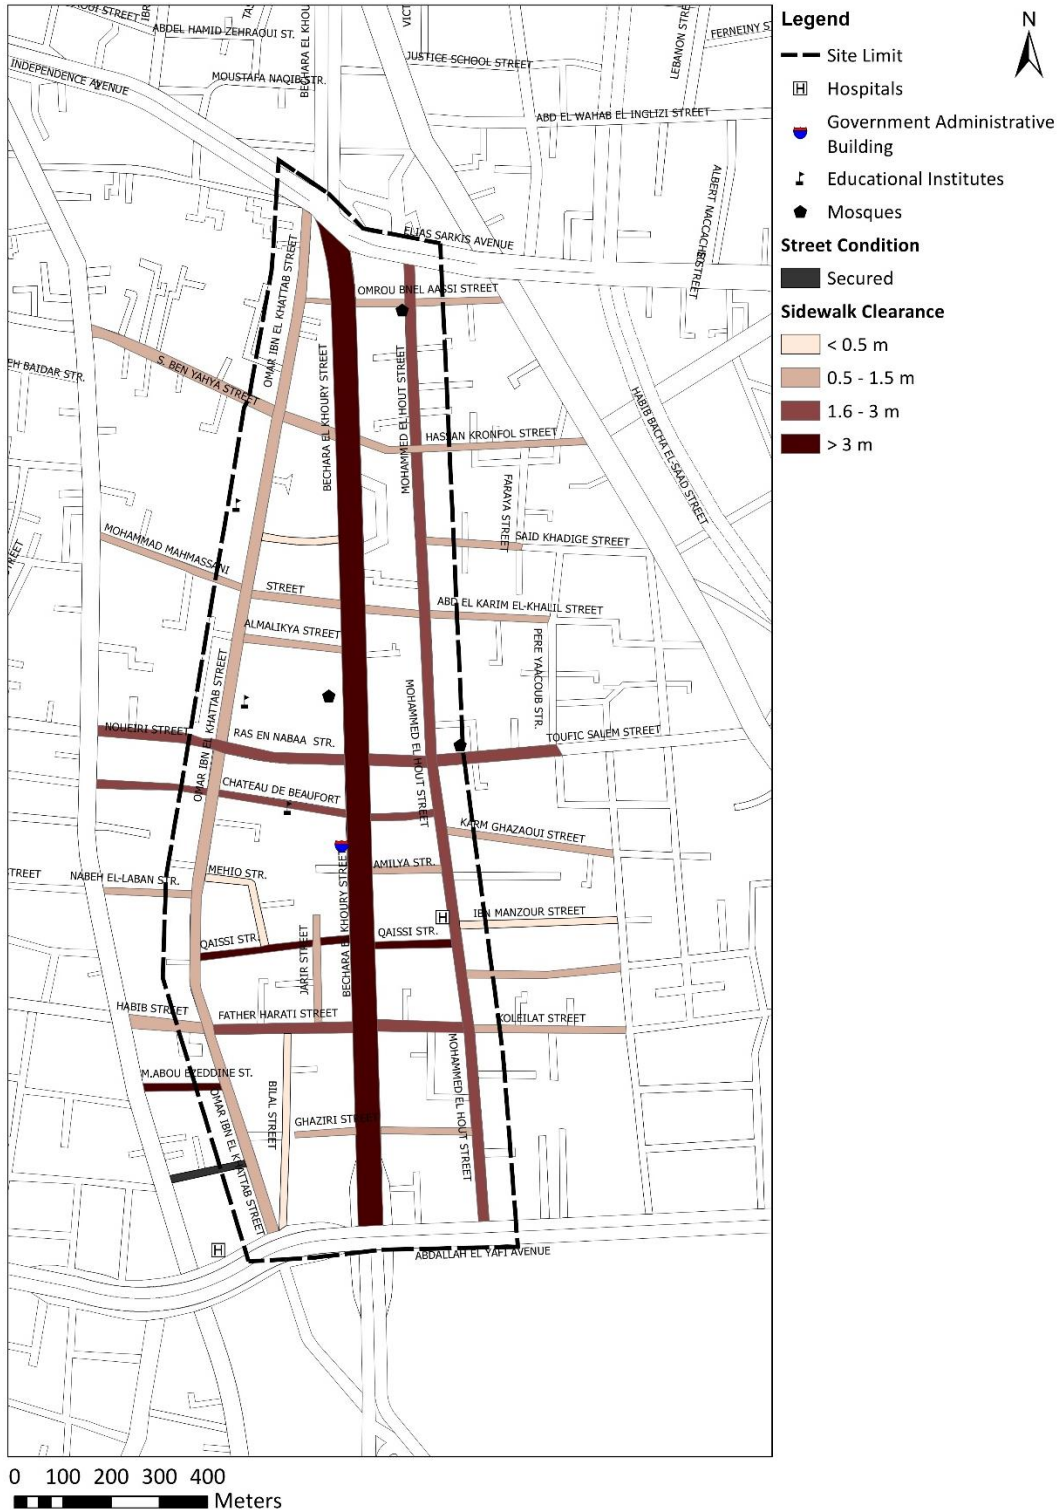 ABDEL HAMID ZEHRAOUI ST.
MOUSTAFA NAQIB STR.
INDEPENDENCE AVENUE
BECHARA EL KHOU
JUSTICE SCHOOL STREET
LEBANON STRE
FERNEINY S
ABD EL WAHAB EL INGLIZI STREET
ELIAS SARKIS AVENUE
OMROU BNEL AASSI STREET
OMAR IBN EL KHATTAB STREET
S. BEN YAHYA STREET
EH BAIDAR STR.
BECHARA EL KHOURY STREET
MOHAMMED EL HOUT STREET
HASSAN KRONFOL STREET
HABIB BACHA EL-SAAD STREET
FARAYA STREET
SAID KHADIGE STREET
MOHAMMAD MAHMASSANI
STREET
ABD EL KARIM EL-KHALIL STREET
ALMALIKYA STREET
PERE YAACOUB STR.
OMAR IBN EL KHATTAB STREET
MOHAMMED EL HOUT STREET
NOUEIRI STREET
RAS EN NABAA STR.
TOUFIC SALEM STREET
CHATEAU DE BEAUFORT
KARM GHAZAOUI STREET
AMILYA STR.
MEHIO STR.
NABEH EL-LABAN STR.
STREET
BECHARA EL KHOURY STREET
IBN MANZOUR STREET
QAISSI STR.
QAISSI STR.
JARIR STREET
HABIB STREET
FATHER HARATI STREET
KOLEILAT STREET
M.ABOU EZEDDINE ST.
BILAL STREET
OMAR IBN EL KHATTAB STREET
MOHAMMED EL HOUT STREET
GHAZIRI STREET
ABDALLAH EL YAFI AVENUE
H
H
0 100 200 300 400
Meters
Legend
N
Site Limit
H Hospitals
Government Administrative
Building
Educational Institutes
Mosques
Street Condition
Secured
Sidewalk Clearance
< 0.5 m
0.5 - 1.5 m
1.6 - 3 m
> 3 m